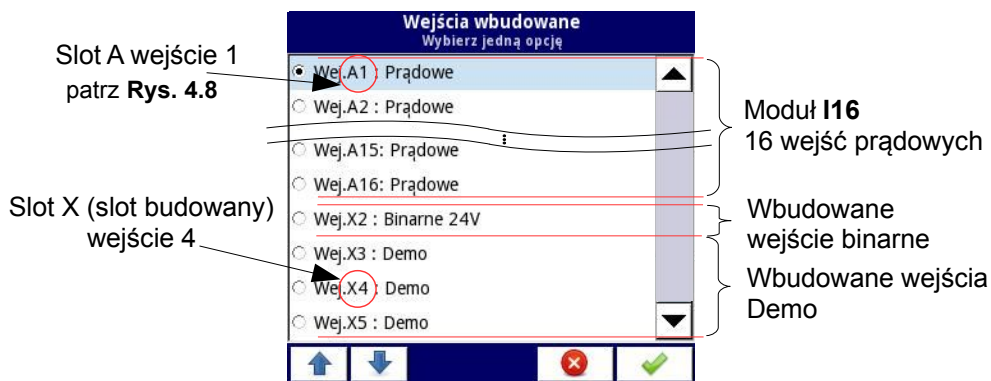 Wejścia wbudowane
Wybierz jedną opcję
Slot A wejście 1
patrz Rys. 4.8
Wej.A1 : Prądowe
Wej.A2 : Prądowe
Wej.A15: Prądowe
Wej.A16: Prądowe
Moduł I16
16 wejść prądowych
Slot X (slot budowany)
wejście 4
Wej.X2 : Binarne 24V
Wej.X3 : Demo
Wej.X4 : Demo
Wej.X5 : Demo
Wbudowane
wejście binarne
Wbudowane wejścia
Demo